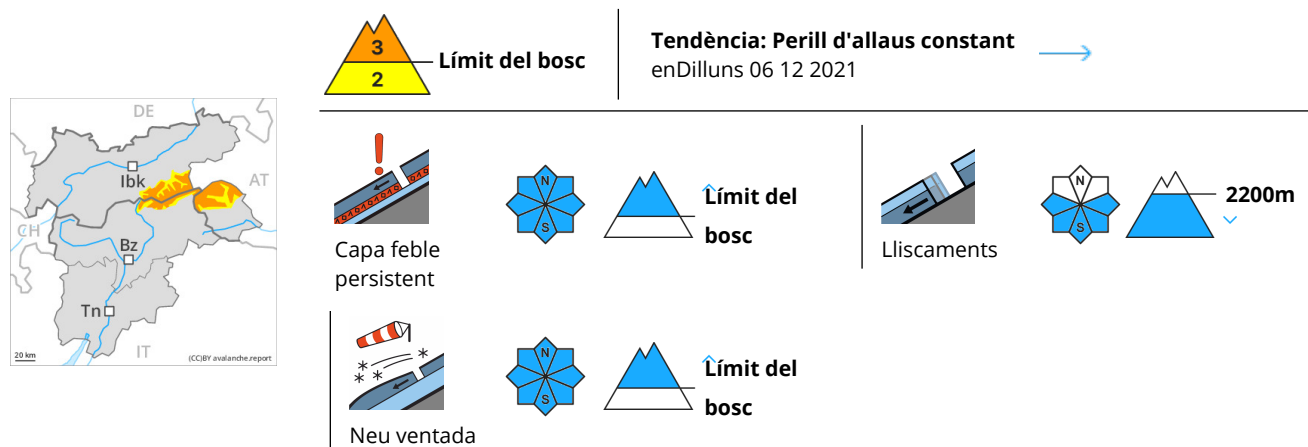 3
2
Límit del bosc
Tendència: Perill d'allaus constant
enDilluns 06 12 2021
DE
Ibk
AT
CH
Bz
Tn
IT
20 km
(CC)BY avalanche.report
Capa feble
persistent
N
S
Límit del
bosc
Lliscaments
N
S
2200m
Neu ventada
N
S
Límit del
bosc